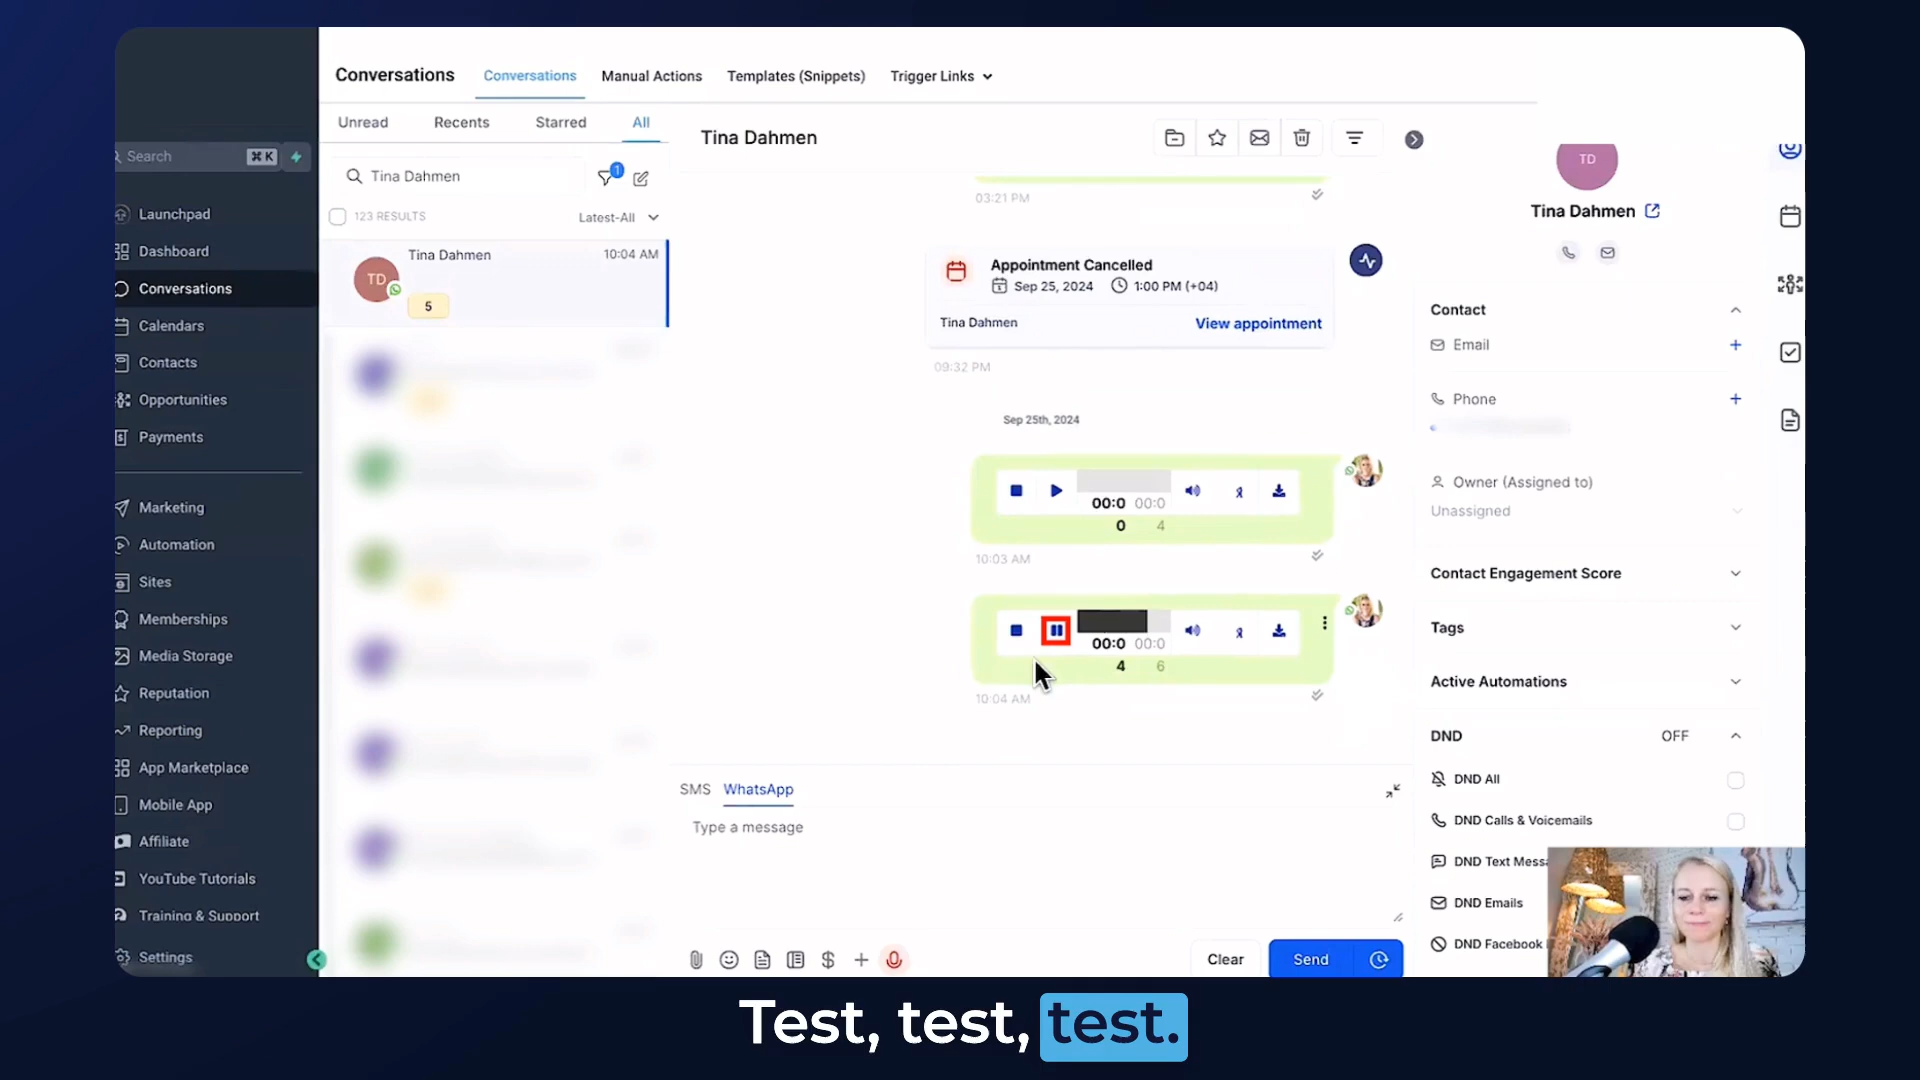 Conversations
Conversations
Manual Actions
Templates (Snippets)
Trigger Links
Search
⌘ K
Launchpad
Dashboard
Conversations
Calendars
Contacts
Opportunities
Payments
Marketing
Automation
Sites
Memberships
Media Storage
Reputation
Reporting
App Marketplace
Mobile App
Affiliate
YouTube Tutorials
Training & Support
Settings
Unread
Recents
Starred
All
Tina Dahmen
1
123 RESULTS
Latest-All
Tina Dahmen
10:04 AM
TD
5
Tina Dahmen
03:21 PM
Appointment Cancelled
Sep 25, 2024
1:00 PM (+04)
Tina Dahmen
View appointment
09:32 PM
Sep 25th, 2024
00:0 00:0
0 4
10:03 AM
00:0 00:0
4 6
10:04 AM
SMS
WhatsApp
Type a message
Clear
Send
TD
Tina Dahmen
Contact
Email
Phone
Owner (Assigned to)
Unassigned
Contact Engagement Score
Tags
Active Automations
DND
OFF
DND All
DND Calls & Voicemails
DND Text Messa
DND Emails
DND Facebook
Test, test, test.